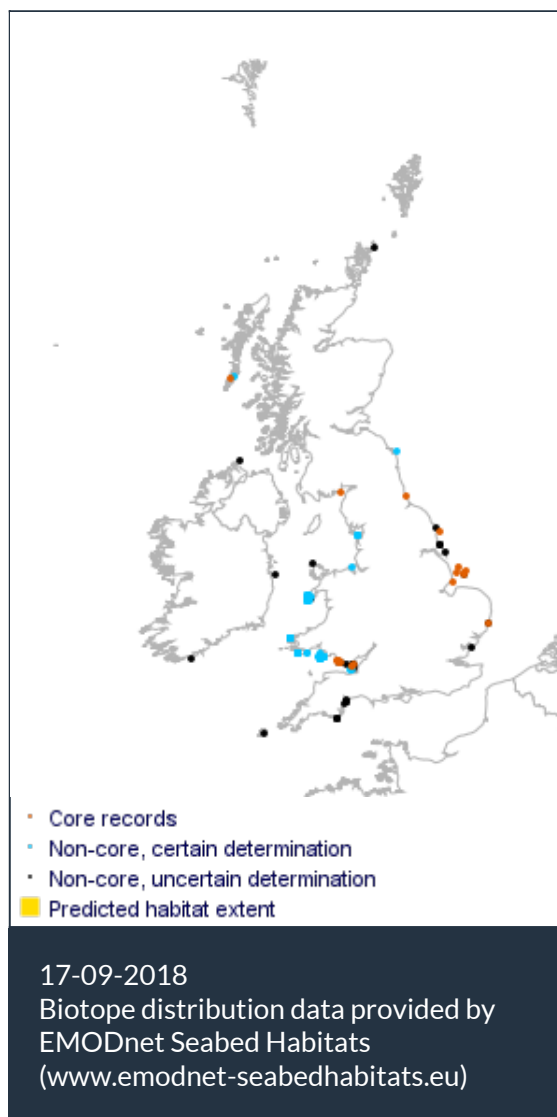 Core records
Non-core, certain determination
Non-core, uncertain determination
Predicted habitat extent
17-09-2018
Biotope distribution data provided by
EMODnet Seabed Habitats
(www.emodnet-seabedhabitats.eu)